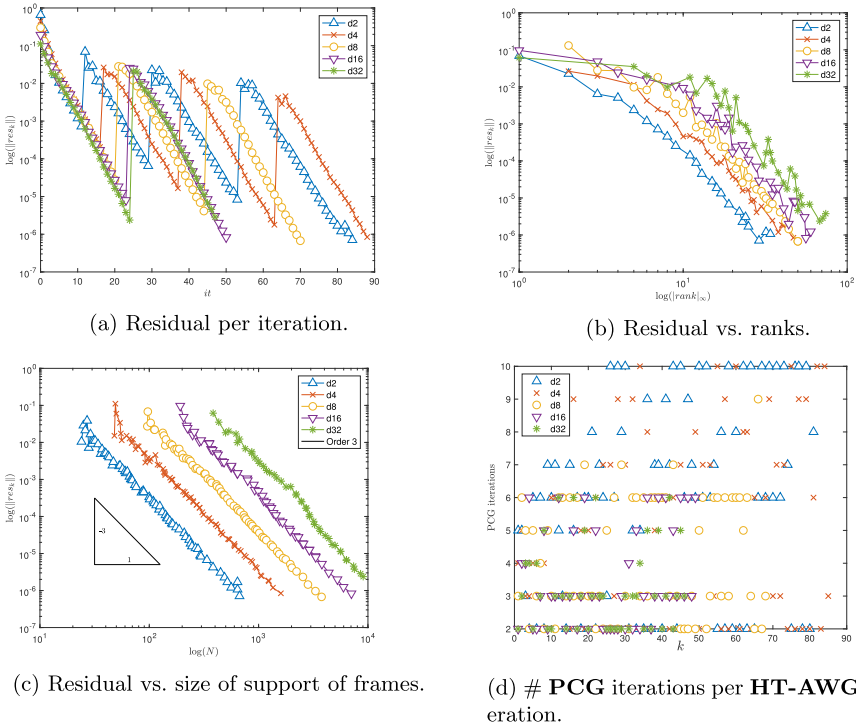 10^0
10^-1
10^-2
10^-3
10^-4
10^-5
10^-6
log(||res_k||)
0 10 20 30 40 50 60 70 80 90
it
d2
d4
d8
d16
d32
(a) Residual per iteration.
10^1
10^0
10^-1
10^-2
10^-3
10^-4
10^-5
10^-6
10^-7
log(||res_k||)
10^0 10^1 10^2
log(|rank|_∞)
d2
d4
d8
d16
d32
(b) Residual vs. ranks.
10^0
10^-1
10^-2
10^-3
10^-4
10^-5
10^-6
10^-7
log(||res_k||)
10^1 10^2 10^3 10^4
log(N)
d2
d4
d8
d16
d32
Order 3
-3
1
(c) Residual vs. size of support of frames.
10
9
8
7
6
5
4
3
2
PCG iterations
0 10 20 30 40 50 60 70 80 90
k
d2
d4
d8
d16
d32
(d) # PCG iterations per HT-AWG
eration.